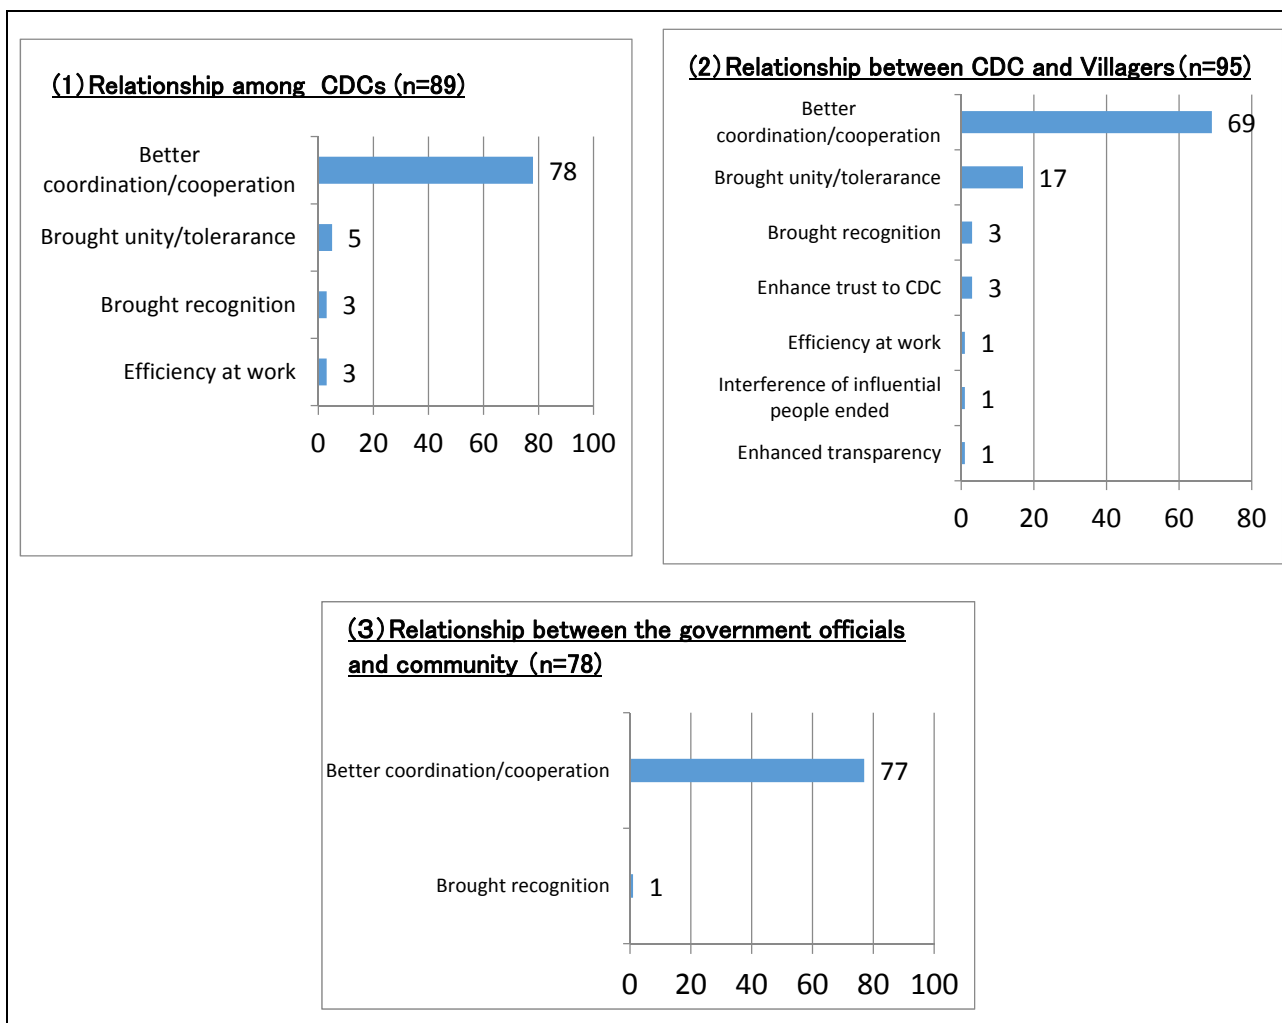 (1)Relationship among CDCs (n=89)
Better
coordination/cooperation
78
Brought unity/tolerarance
5
Brought recognition
3
Efficiency at work
3
0 20 40 60 80 100
(2)Relationship between CDC and Villagers(n=95)
Better
coordination/cooperation
69
Brought unity/tolerarance
17
Brought recognition
3
Enhance trust to CDC
3
Efficiency at work
1
Interference of influential
people ended
1
Enhanced transparency
1
0 20 40 60 80
(3)Relationship between the government officials
and community (n=78)
Better coordination/cooperation
77
Brought recognition
1
0 20 40 60 80 100